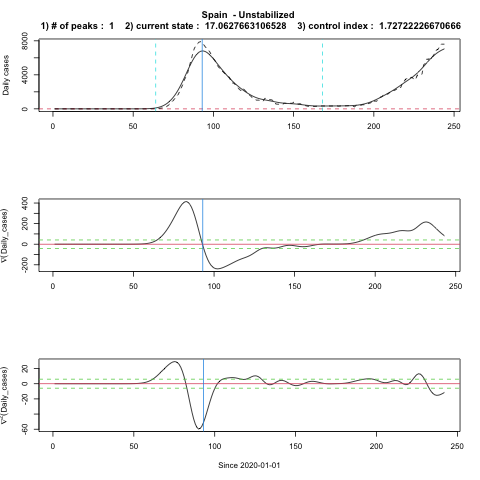 Spain - Unstabilized
1) # of peaks : 1 2) current state : 17.0627663106528 3) control index : 1.72722226670666
Daily cases
8000
4000
0
0 50 100 150 200 250
∇(Daily_cases)
400
200
0
-200
0 50 100 150 200 250
∇²(Daily_cases)
20
0
-60
0 50 100 150 200 250
Since 2020-01-01